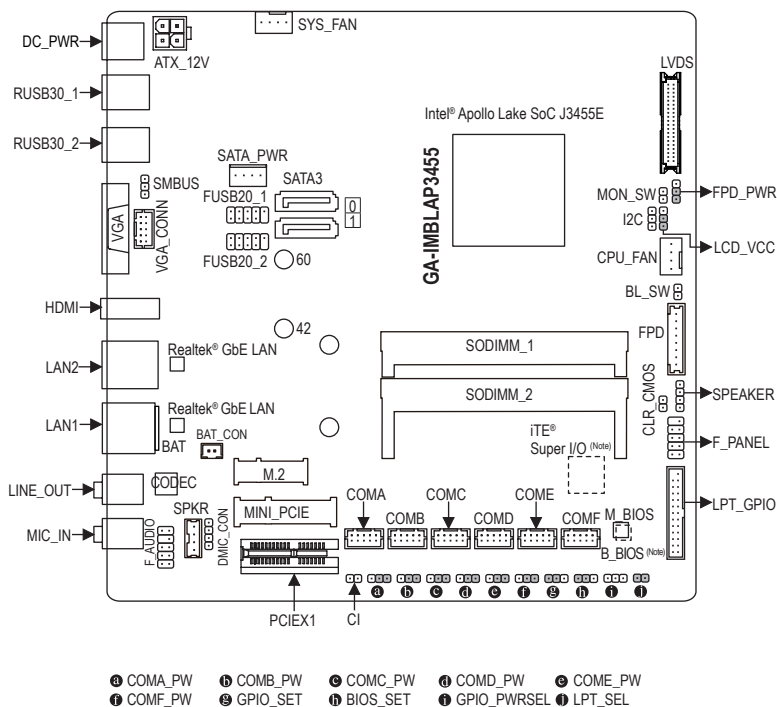 SYS_FAN
DC_PWR
ATX_12V
LVDS
RUSB30_1
Intel® Apollo Lake SoC J3455E
RUSB30_2
SATA_PWR
SMBUS
SATA3
FUSB20_1
0
1
MON_SW
FPD_PWR
I2C
VGA
VGA_CONN
GA-IMBLAP3455
LCD_VCC
CPU_FAN
FUSB20_2
60
BL_SW
HDMI
42
FPD
Realtek® GbE LAN
SODIMM_1
LAN2
SODIMM_2
CLR_CMOS
SPEAKER
Realtek® GbE LAN
LAN1
BAT
BAT_CON
iTE®
Super I/O (Note)
F_PANEL
M.2
CODEC
LINE_OUT
COMA
COMC
COME
LPT_GPIO
SPKR
MINI_PCIE
COMB
COMD
COMF
M_BIOS
MIC_IN
F_AUDIO
DMIC_CON
B_BIOS (Note)
a b c d e f g h i j
PCIEX1
CI
a COMA_PW b COMB_PW c COMC_PW d COMD_PW e COME_PW
f COMF_PW g GPIO_SET h BIOS_SET i GPIO_PWRSEL j LPT_SEL